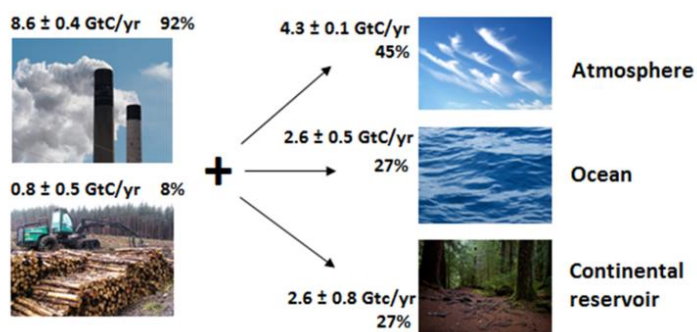 8.6 ± 0.4 GtC/yr 92%
0.8 ± 0.5 GtC/yr 8%
+
4.3 ± 0.1 GtC/yr
45%
Atmosphere
2.6 ± 0.5 GtC/yr
27%
Ocean
2.6 ± 0.8 Gtc/yr
27%
Continental
reservoir